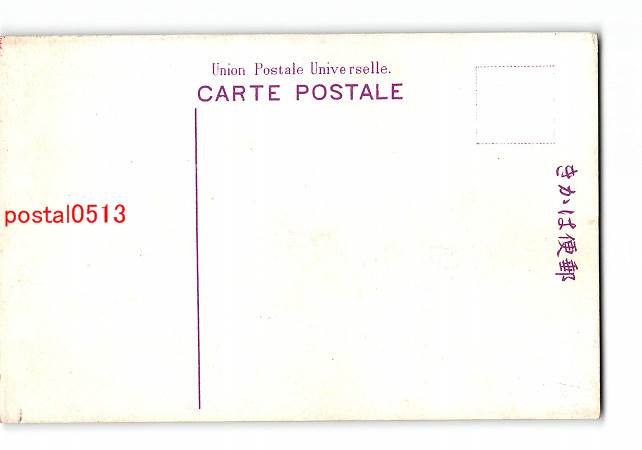 Union Postale Universelle.
CARTE POSTALE
きかは便郵
postal0513